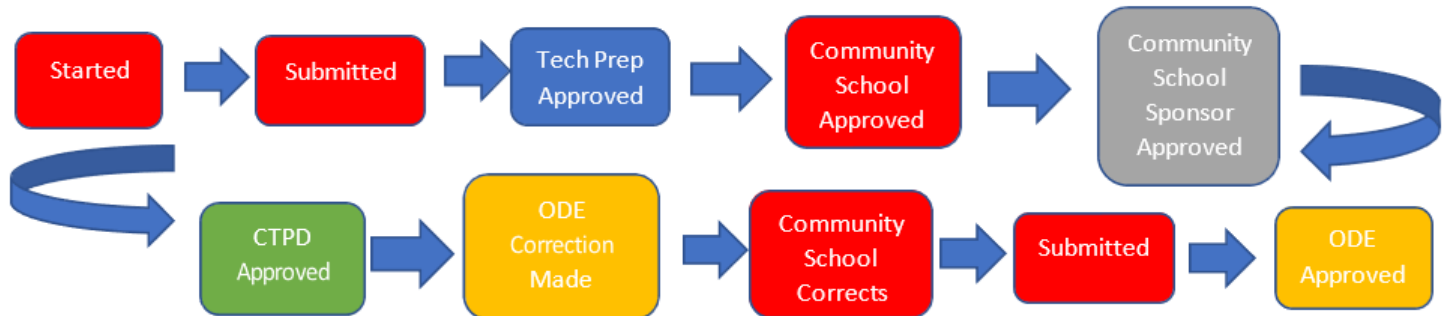 Started
Submitted
Tech Prep
Approved
Community
School
Approved
Community
School
Sponsor
Approved
CTPD
Approved
ODE
Correction
Made
Community
School
Corrects
Submitted
ODE
Approved